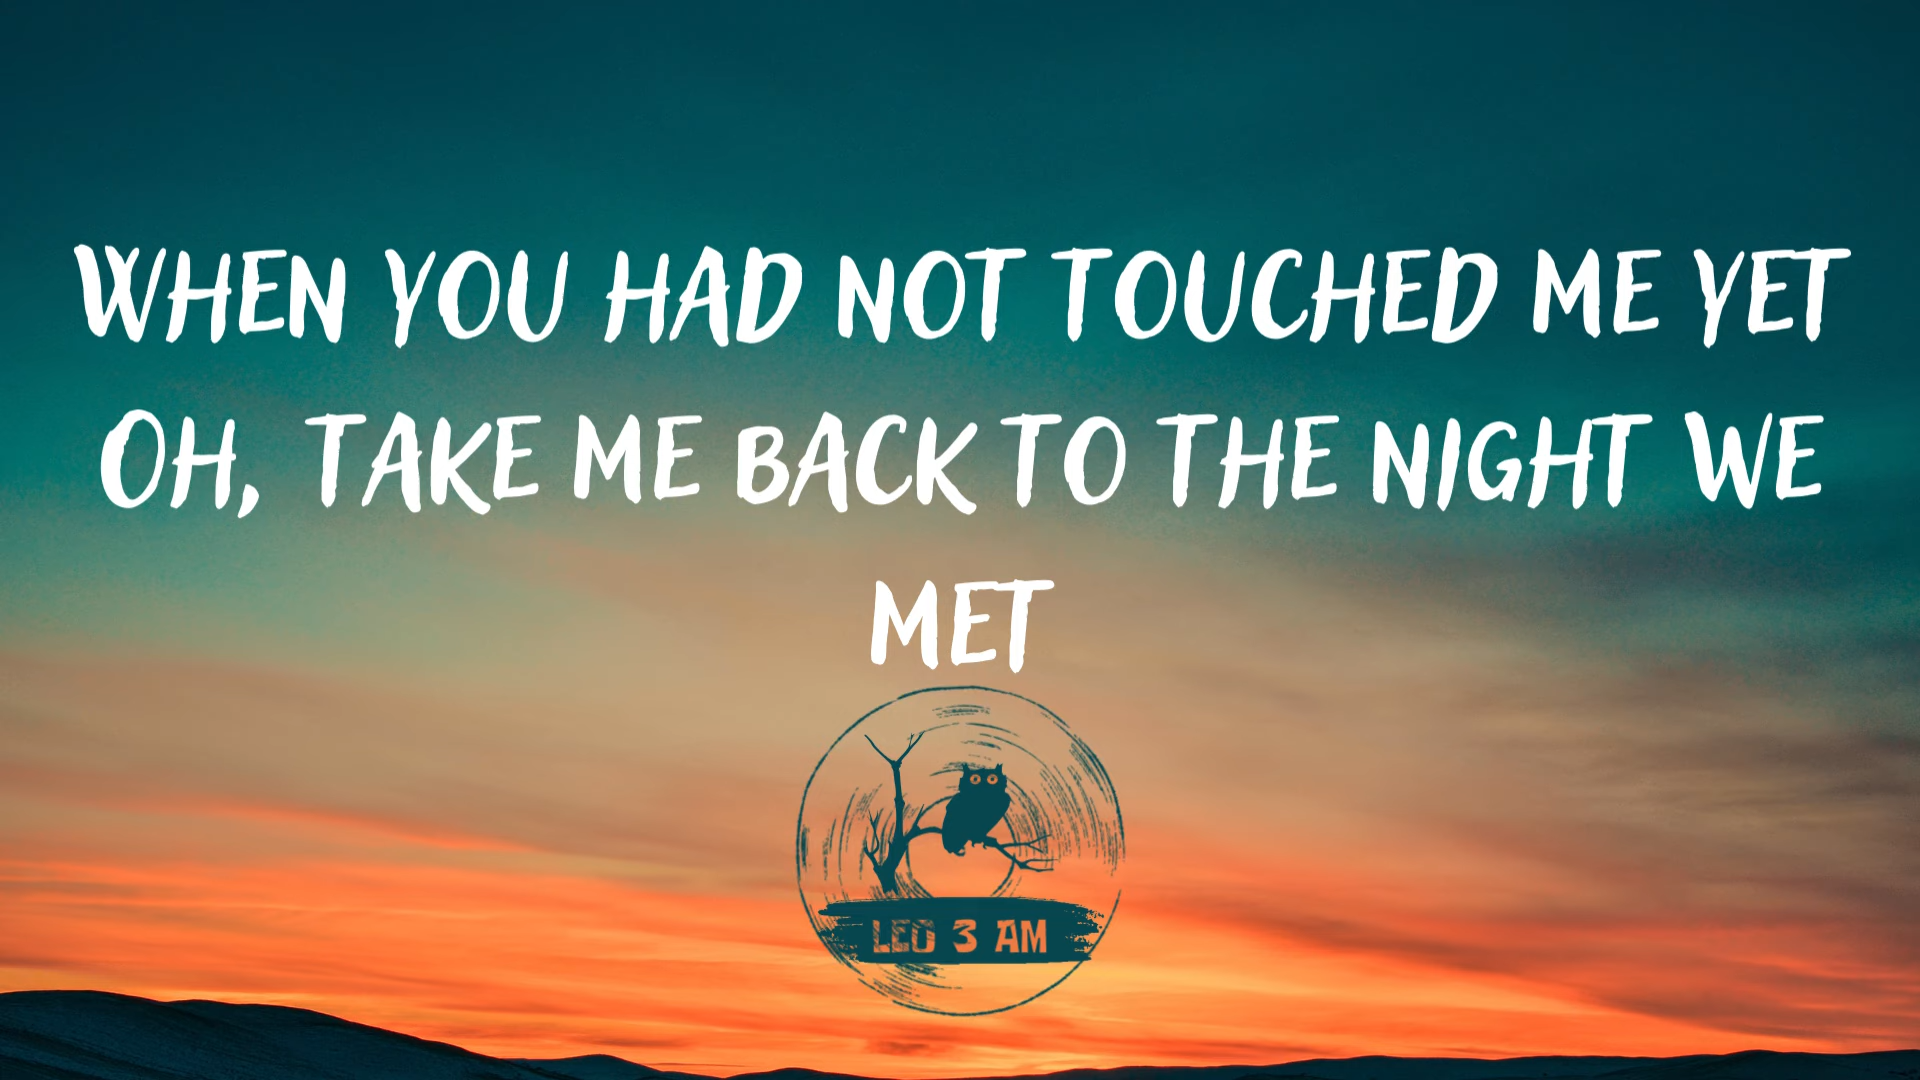 WHEN YOU HAD NOT TOUCHED ME YET
OH, TAKE ME BACK TO THE NIGHT WE
MET
LEO 3 AM